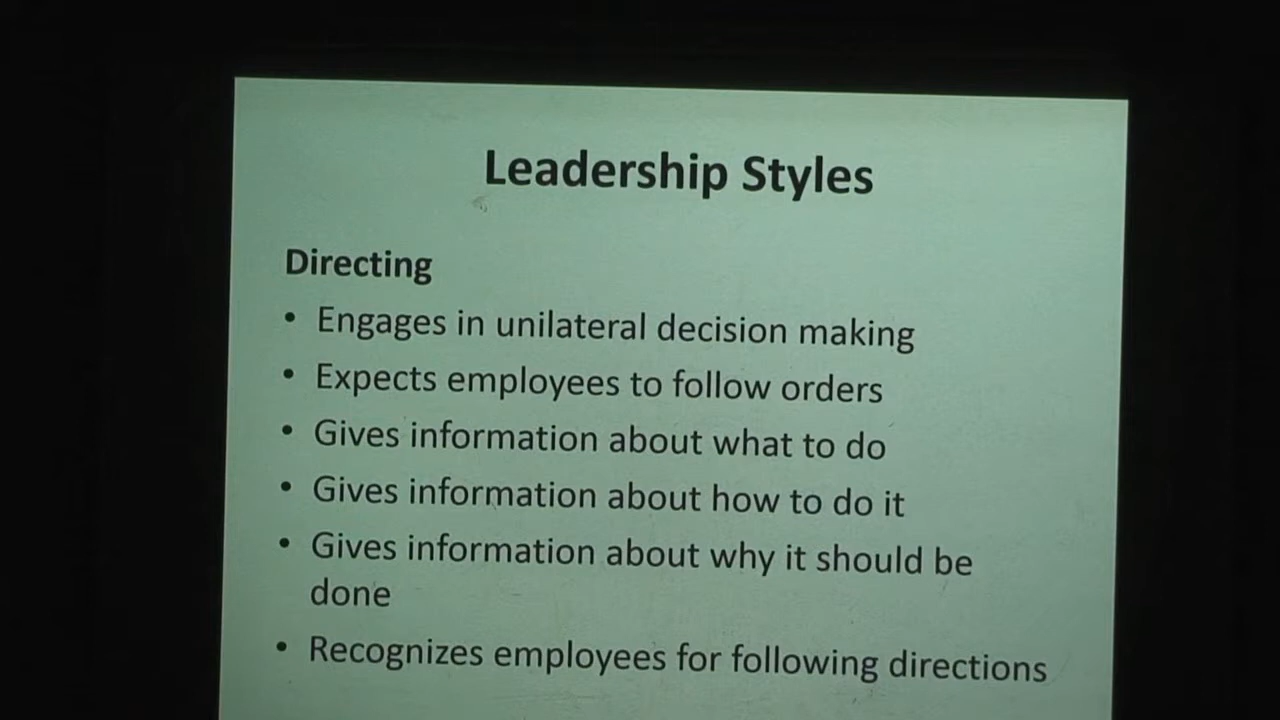 Leadership Styles
Directing
• Engages in unilateral decision making
• Expects employees to follow orders
• Gives information about what to do
• Gives information about how to do it
• Gives information about why it should be
done
• Recognizes employees for following directions